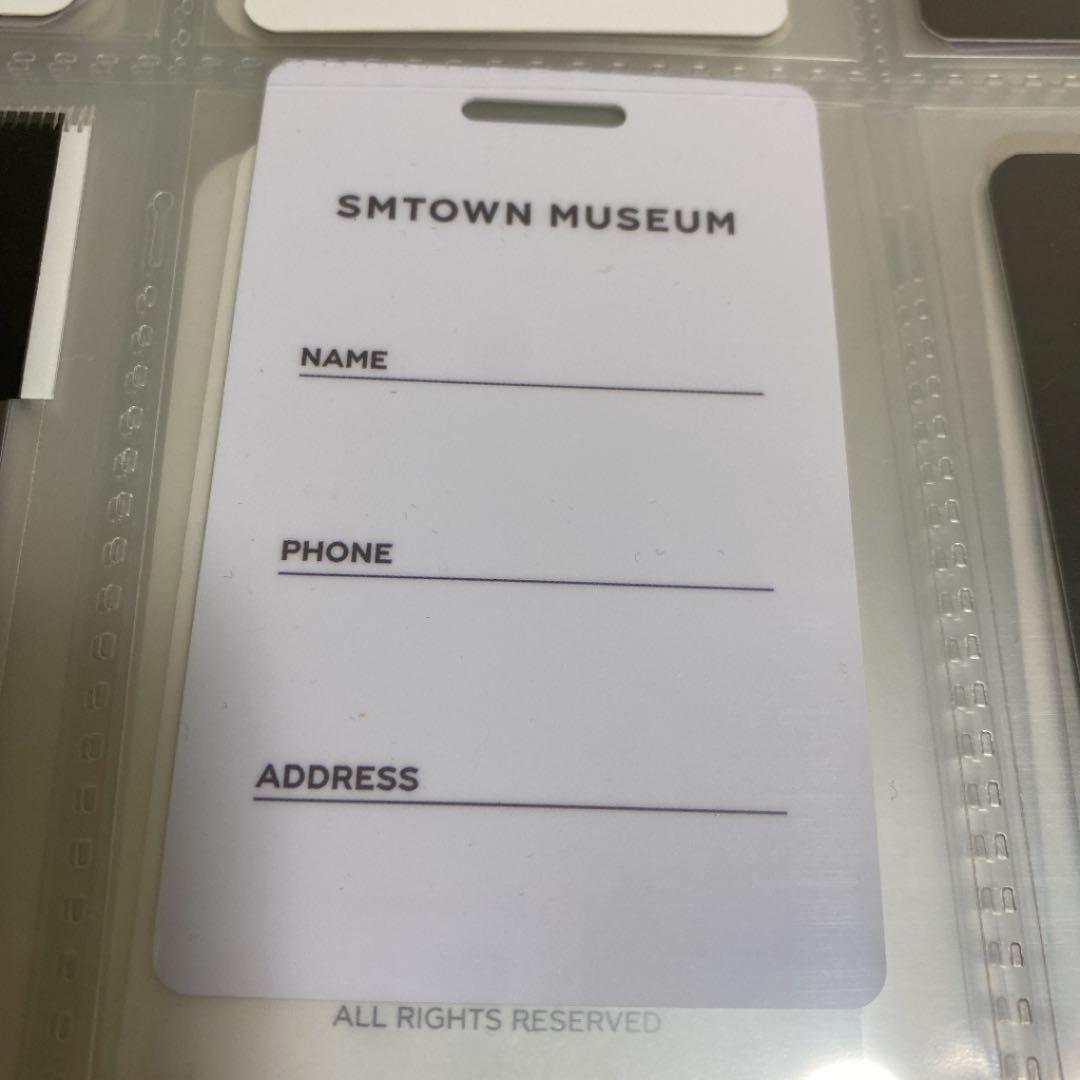 SMTOWN MUSEUM
NAME
PHONE
ADDRESS
ALL RIGHTS RESERVED